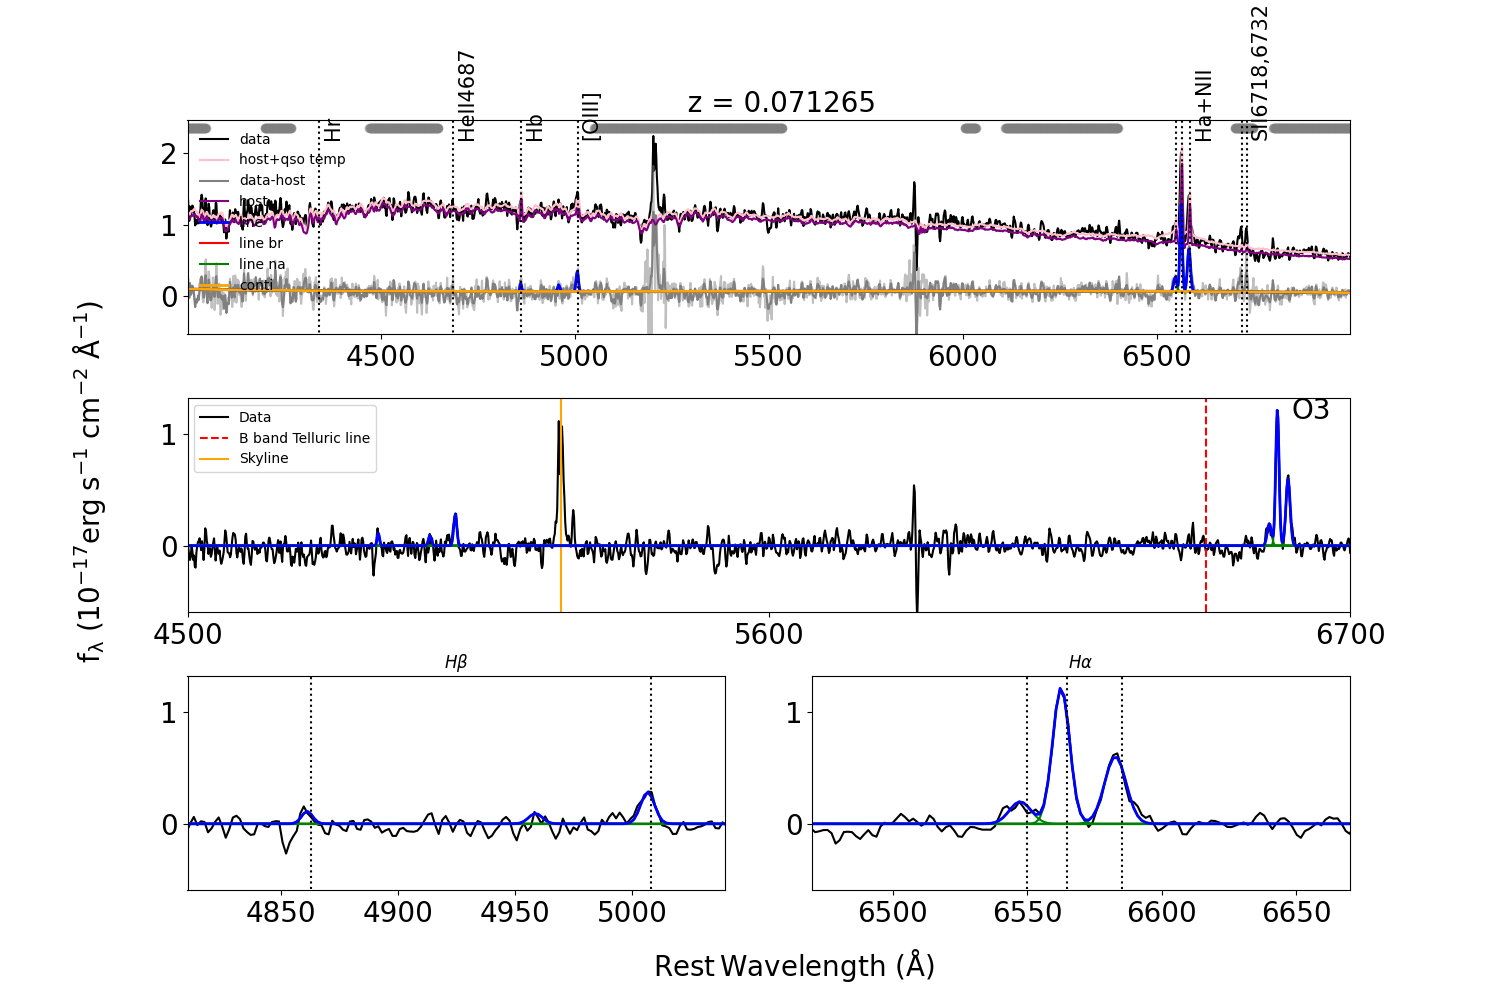 z = 0.071265
Hr
HeII4687
Hb
[OIII]
Ha+NII
SII6718,6732
data
host+qso temp
data-host
host
line
line br
line na
conti
2
1
0
4500 5000 5500 6000 6500
Data
B band Telluric line
Skyline
O3
1
0
4500 5600 6700
fλ (10⁻¹⁷erg s⁻¹ cm⁻² Å⁻¹)
Hβ
1
0
4850 4900 4950 5000
Hα
1
0
6500 6550 6600 6650
Rest Wavelength (Å)